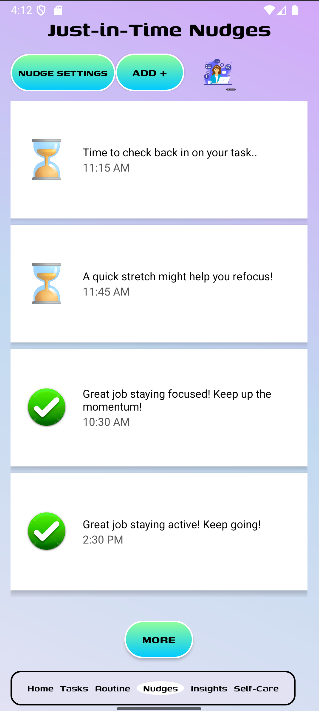 4:12
Just-in-Time Nudges
NUDGE SETTINGS
ADD +
Time to check back in on your task..
11:15 AM
A quick stretch might help you refocus!
11:45 AM
Great job staying focused! Keep up the
momentum!
10:30 AM
Great job staying active! Keep going!
2:30 PM
MORE
Home Tasks Routine Nudges Insights Self-Care